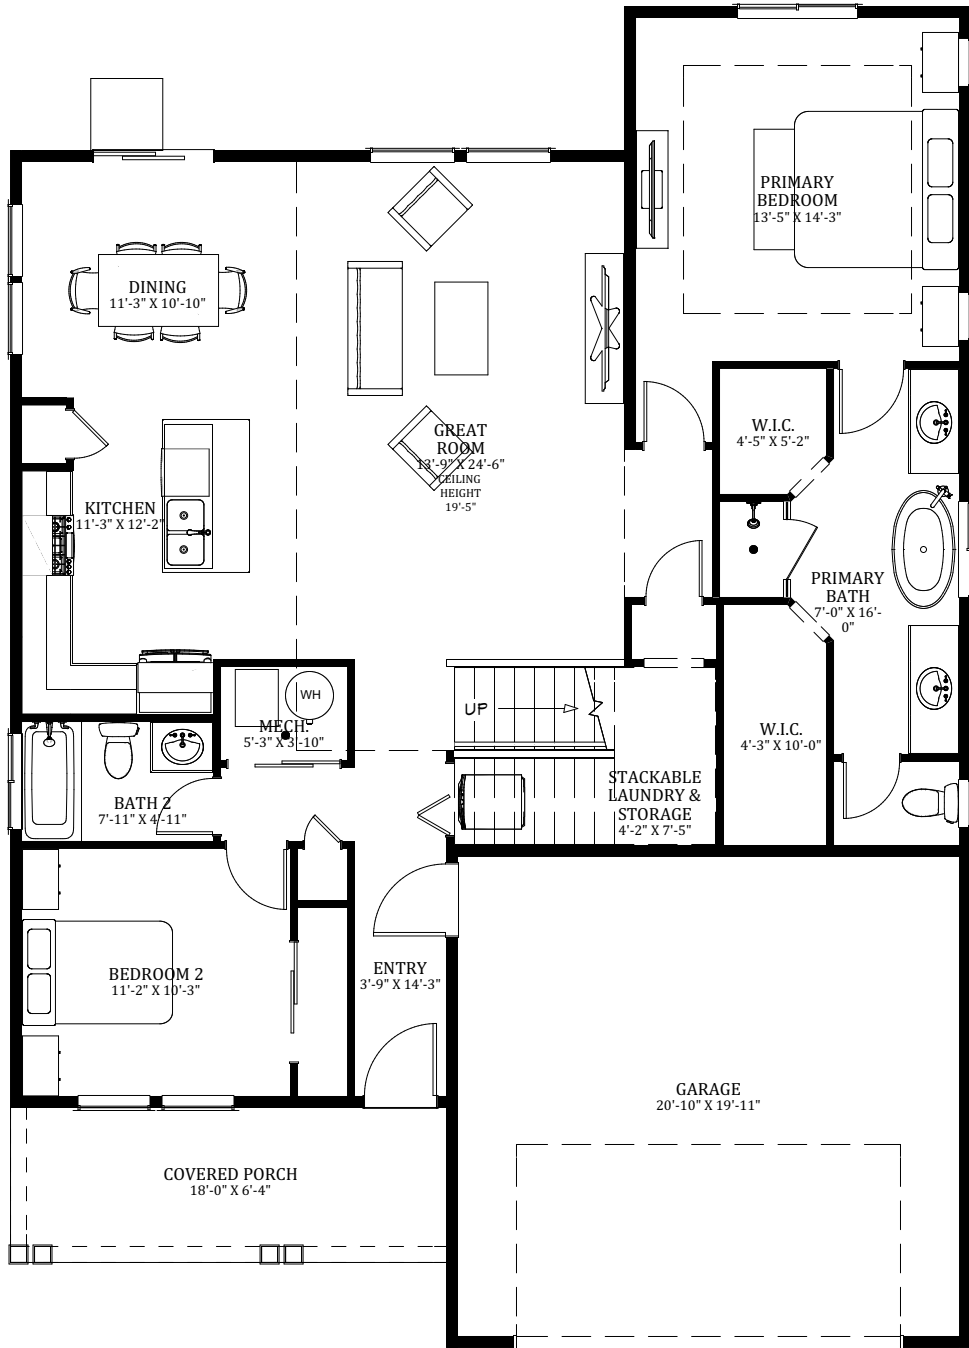 PRIMARY
BEDROOM
13'-5" X 14'-3"
DINING
11'-3" X 10'-10"
GREAT
ROOM
13'-9" X 24'-6"
CEILING
HEIGHT
19'-5"
W.I.C.
4'-5" X 5'-2"
KITCHEN
11'-3" X 12'-2"
PRIMARY
BATH
7'-0" X 16'-
0"
WH
MECH.
5'-3" X 3'-10"
UP
W.I.C.
4'-3" X 10'-0"
BATH 2
7'-11" X 4'-11"
STACKABLE
LAUNDRY &
STORAGE
4'-2" X 7'-5"
BEDROOM 2
11'-2" X 10'-3"
ENTRY
3'-9" X 14'-3"
GARAGE
20'-10" X 19'-11"
COVERED PORCH
18'-0" X 6'-4"